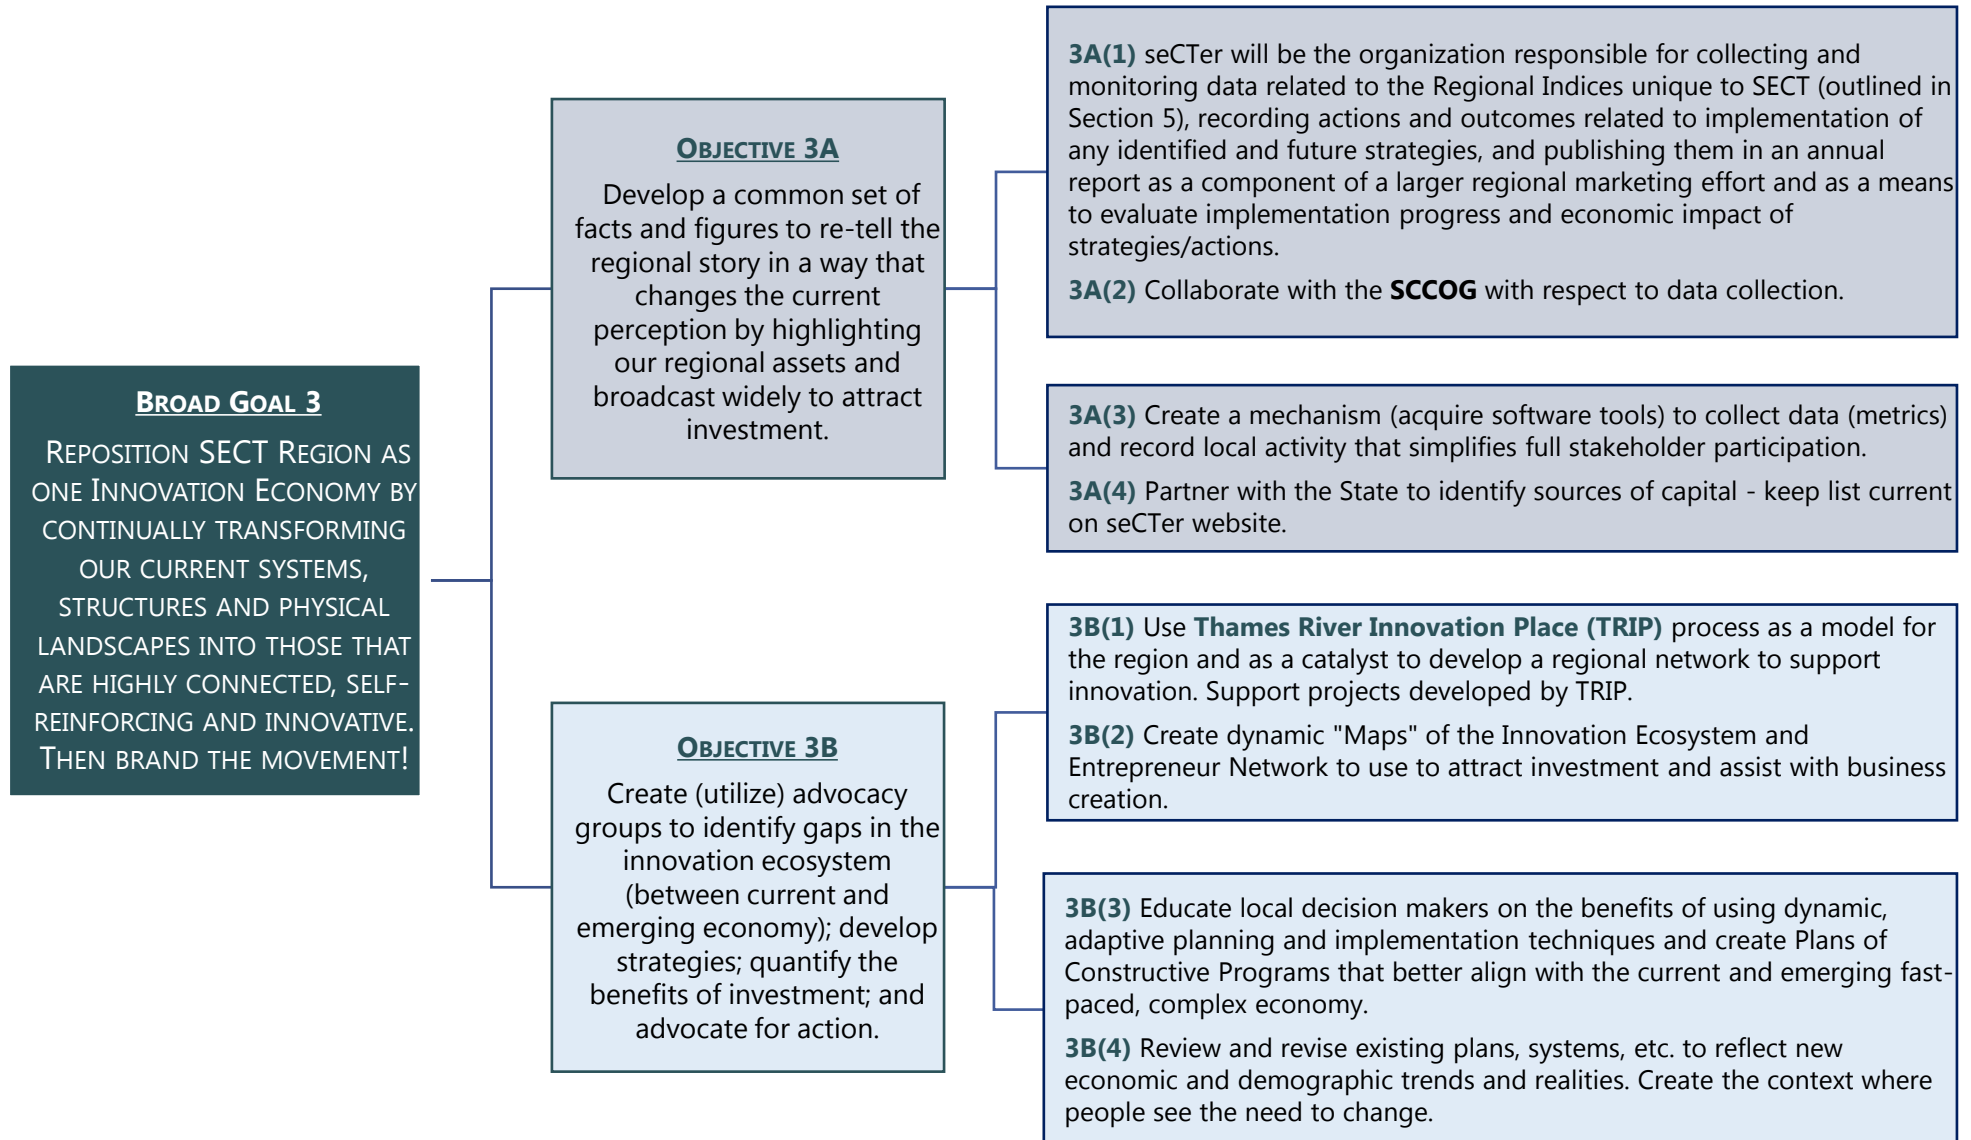 BROAD GOAL 3
REPOSITION SECT REGION AS
ONE INNOVATION ECONOMY BY
CONTINUALLY TRANSFORMING
OUR CURRENT SYSTEMS,
STRUCTURES AND PHYSICAL
LANDSCAPES INTO THOSE THAT
ARE HIGHLY CONNECTED, SELF-
REINFORCING AND INNOVATIVE.
THEN BRAND THE MOVEMENT!
OBJECTIVE 3A
Develop a common set of
facts and figures to re-tell the
regional story in a way that
changes the current
perception by highlighting
our regional assets and
broadcast widely to attract
investment.
3A(1) seCTer will be the organization responsible for collecting and
monitoring data related to the Regional Indices unique to SECT (outlined in
Section 5), recording actions and outcomes related to implementation of
any identified and future strategies, and publishing them in an annual
report as a component of a larger regional marketing effort and as a means
to evaluate implementation progress and economic impact of
strategies/actions.
3A(2) Collaborate with the SCCOG with respect to data collection.
3A(3) Create a mechanism (acquire software tools) to collect data (metrics)
and record local activity that simplifies full stakeholder participation.
3A(4) Partner with the State to identify sources of capital - keep list current
on seCTer website.
OBJECTIVE 3B
Create (utilize) advocacy
groups to identify gaps in the
innovation ecosystem
(between current and
emerging economy); develop
strategies; quantify the
benefits of investment; and
advocate for action.
3B(1) Use Thames River Innovation Place (TRIP) process as a model for
the region and as a catalyst to develop a regional network to support
innovation. Support projects developed by TRIP.
3B(2) Create dynamic "Maps" of the Innovation Ecosystem and
Entrepreneur Network to use to attract investment and assist with business
creation.
3B(3) Educate local decision makers on the benefits of using dynamic,
adaptive planning and implementation techniques and create Plans of
Constructive Programs that better align with the current and emerging fast-
paced, complex economy.
3B(4) Review and revise existing plans, systems, etc. to reflect new
economic and demographic trends and realities. Create the context where
people see the need to change.